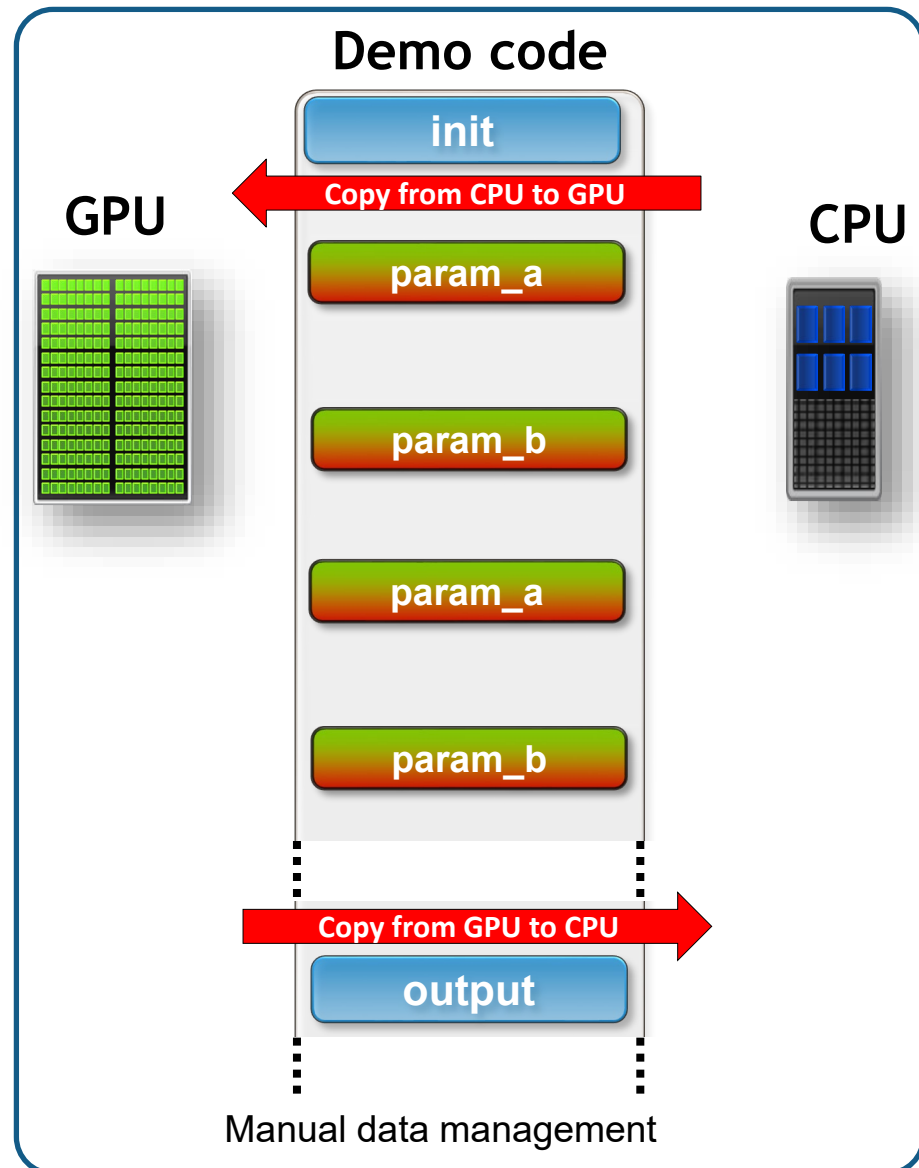 Demo code
init
Copy from CPU to GPU
GPU
CPU
param_a
param_b
param_a
param_b
Copy from GPU to CPU
output
Manual data management